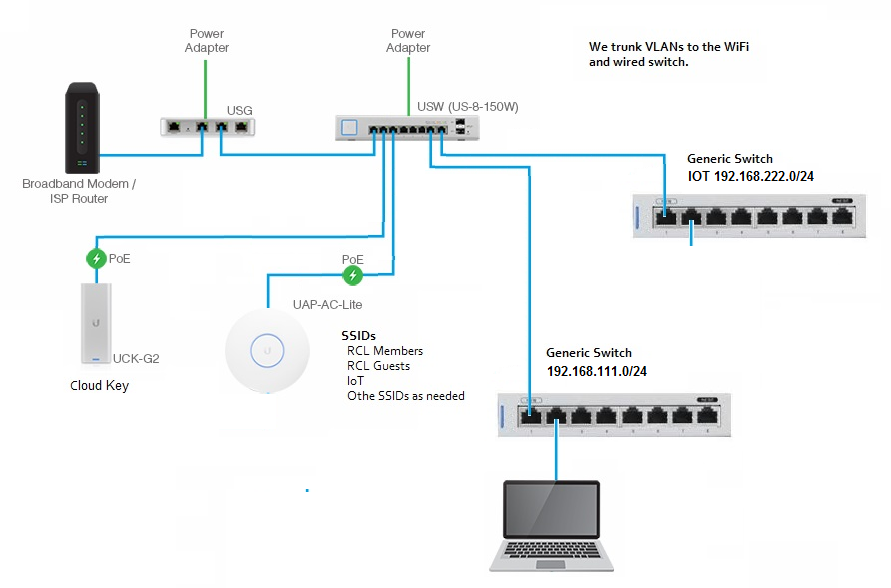 Power
Adapter
Power
Adapter
We trunk VLANs to the WiFi
and wired switch.
USG
USW (US-8-150W)
Generic Switch
IOT 192.168.222.0/24
Broadband Modem /
ISP Router
PoE
PoE
UAP-AC-Lite
UCK-G2
Cloud Key
SSIDs
RCL Members
RCL Guests
IoT
Othe SSIDs as needed
Generic Switch
192.168.111.0/24